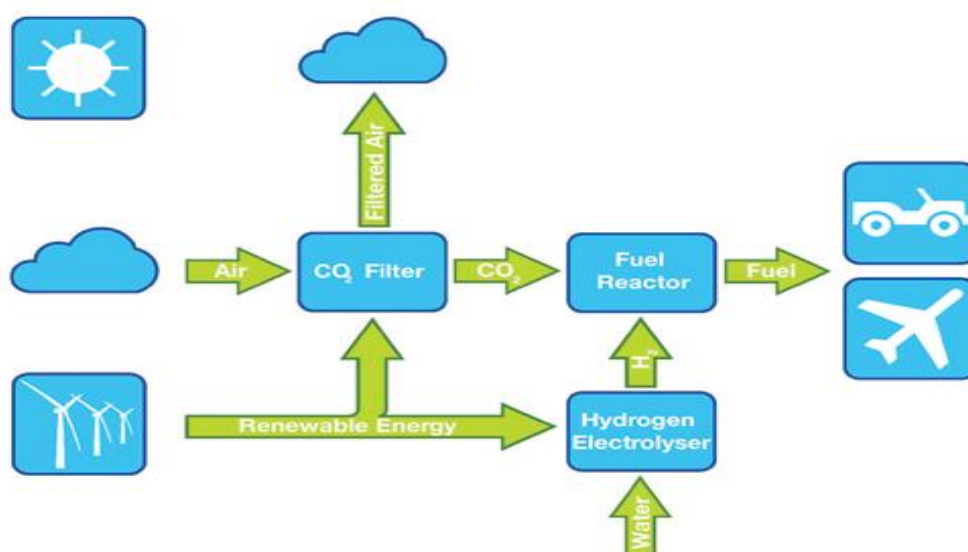 Filtered Air
Air
CO₂ Filter
CO₂
Fuel
Reactor
Fuel
H₂
Renewable Energy
Hydrogen
Electrolyser
Water